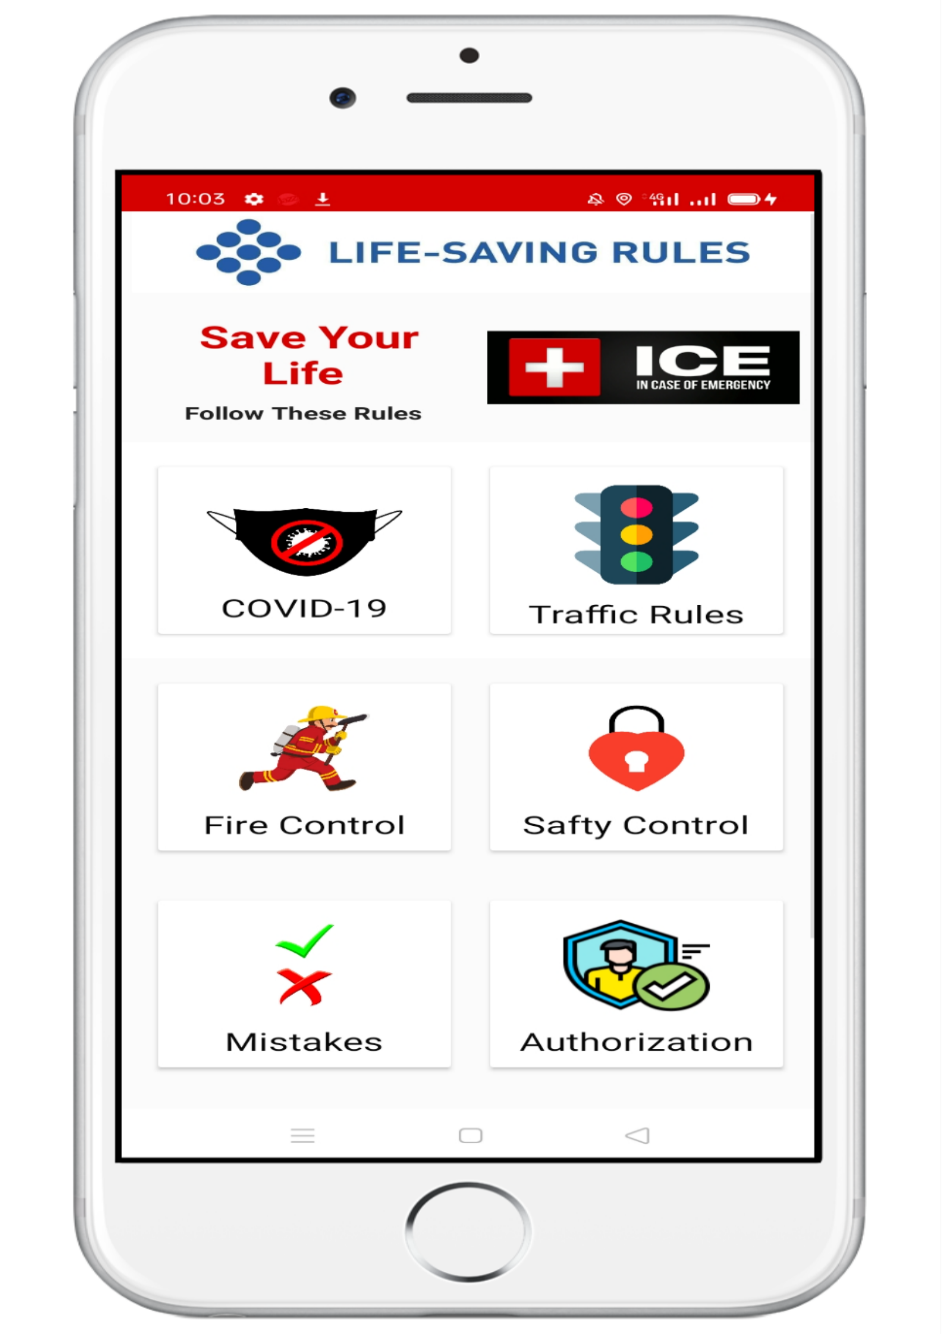 10:03
4G
LIFE-SAVING RULES
Save Your
Life
Follow These Rules
ICE
IN CASE OF EMERGENCY
COVID-19
Traffic Rules
Fire Control
Safty Control
Mistakes
Authorization